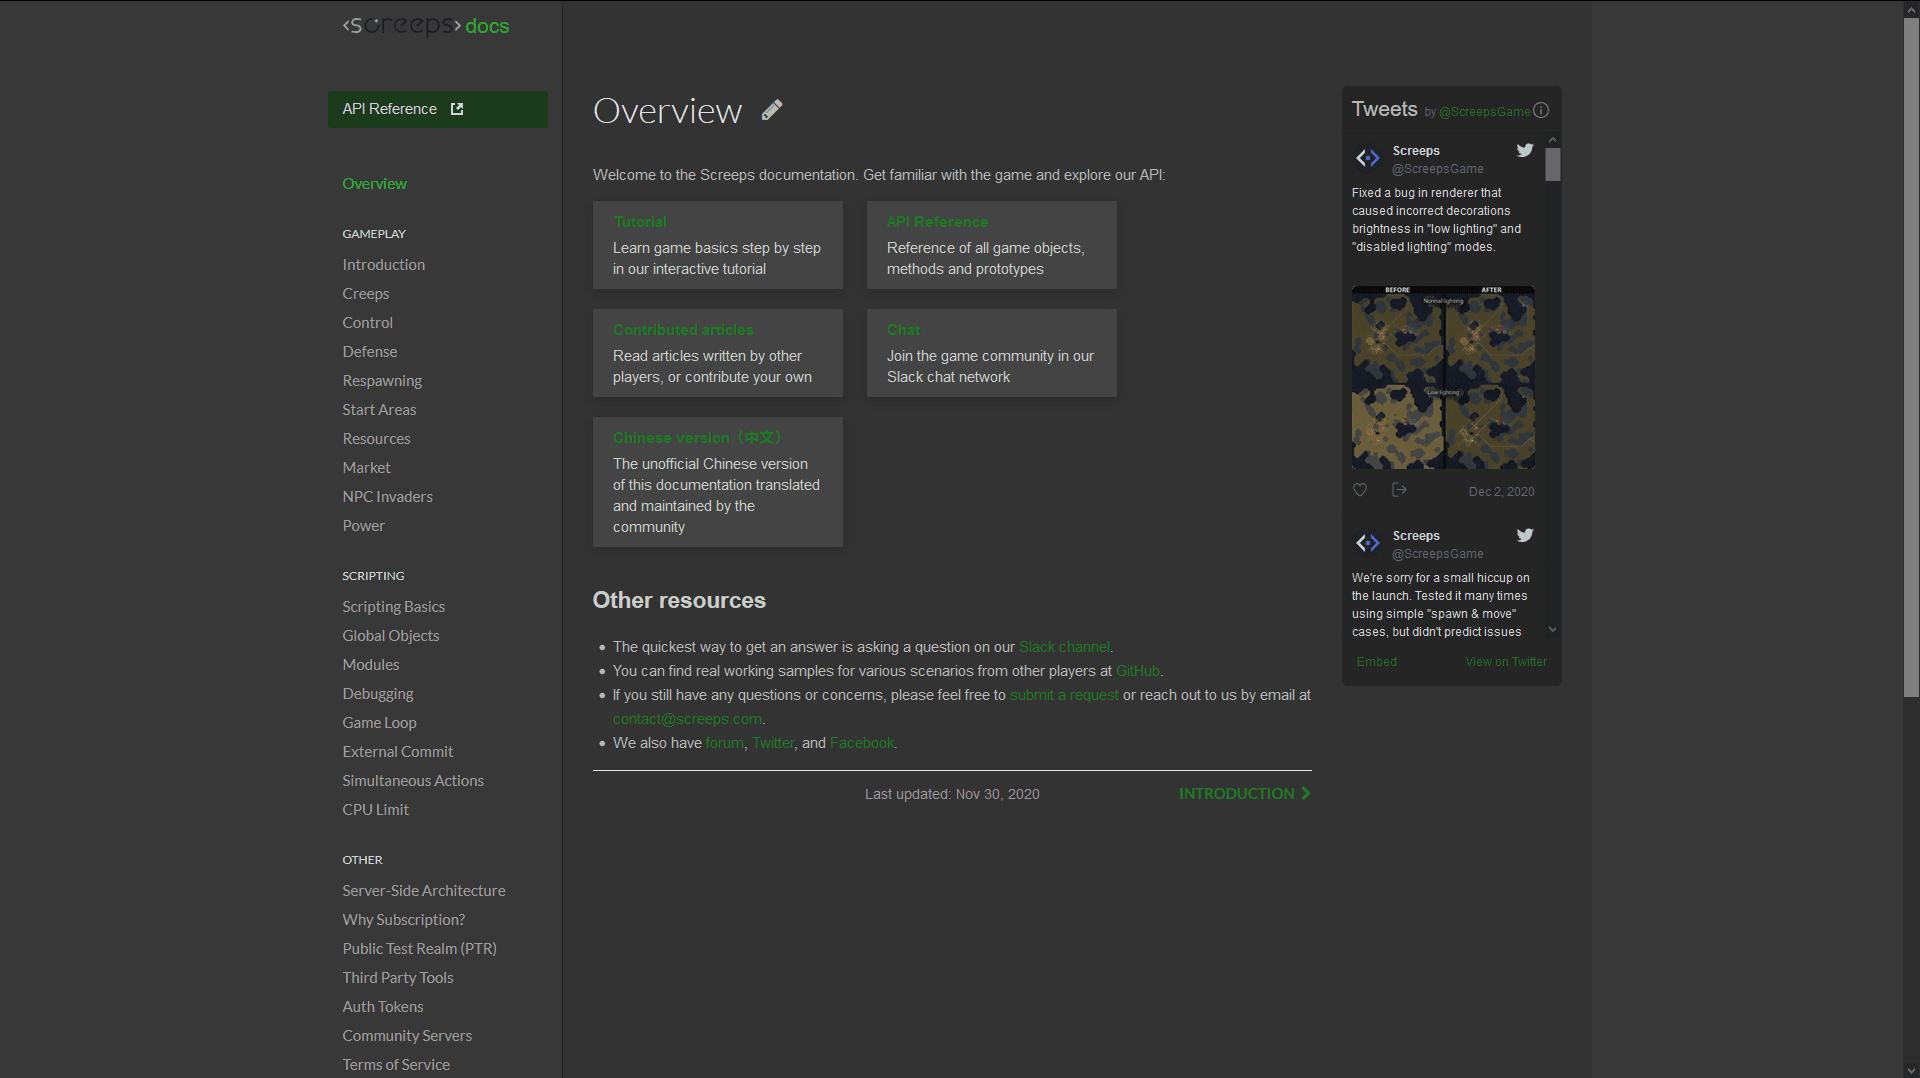 <screeps> docs
API Reference
Overview
GAMEPLAY
Introduction
Creeps
Control
Defense
Respawning
Start Areas
Resources
Market
NPC Invaders
Power
SCRIPTING
Scripting Basics
Global Objects
Modules
Debugging
Game Loop
External Commit
Simultaneous Actions
CPU Limit
OTHER
Server-Side Architecture
Why Subscription?
Public Test Realm (PTR)
Third Party Tools
Auth Tokens
Community Servers
Terms of Service
Overview
Welcome to the Screeps documentation. Get familiar with the game and explore our API:
Tutorial
Learn game basics step by step
in our interactive tutorial
API Reference
Reference of all game objects,
methods and prototypes
Contributed articles
Read articles written by other
players, or contribute your own
Chat
Join the game community in our
Slack chat network
Chinese version（中文）
The unofficial Chinese version
of this documentation translated
and maintained by the
community
Other resources
The quickest way to get an answer is asking a question on our Slack channel.
You can find real working samples for various scenarios from other players at GitHub.
If you still have any questions or concerns, please feel free to submit a request or reach out to us by email at
contact@screeps.com.
We also have forum, Twitter, and Facebook.
Last updated: Nov 30, 2020
INTRODUCTION
Tweets by @ScreepsGame
Screeps
@ScreepsGame
Fixed a bug in renderer that
caused incorrect decorations
brightness in "low lighting" and
"disabled lighting" modes.
BEFORE AFTER
Normal lighting
Low lighting
Dec 2, 2020
Screeps
@ScreepsGame
We're sorry for a small hiccup on
the launch. Tested it many times
using simple "spawn & move"
cases, but didn't predict issues
Embed
View on Twitter